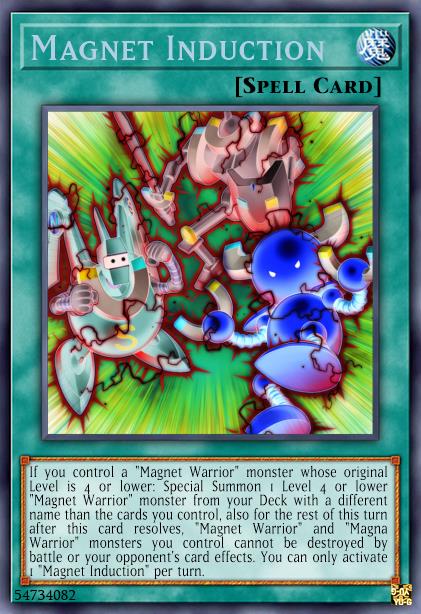 Magnet Induction
魔
[Spell Card]
S
If you control a "Magnet Warrior" monster whose original
Level is 4 or lower: Special Summon 1 Level 4 or lower
"Magnet Warrior" monster from your Deck with a different
name than the cards you control, also for the rest of this turn
after this card resolves, "Magnet Warrior" and "Magna
Warrior" monsters you control cannot be destroyed by
battle or your opponent's card effects. You can only activate
1 "Magnet Induction" per turn.
54734082